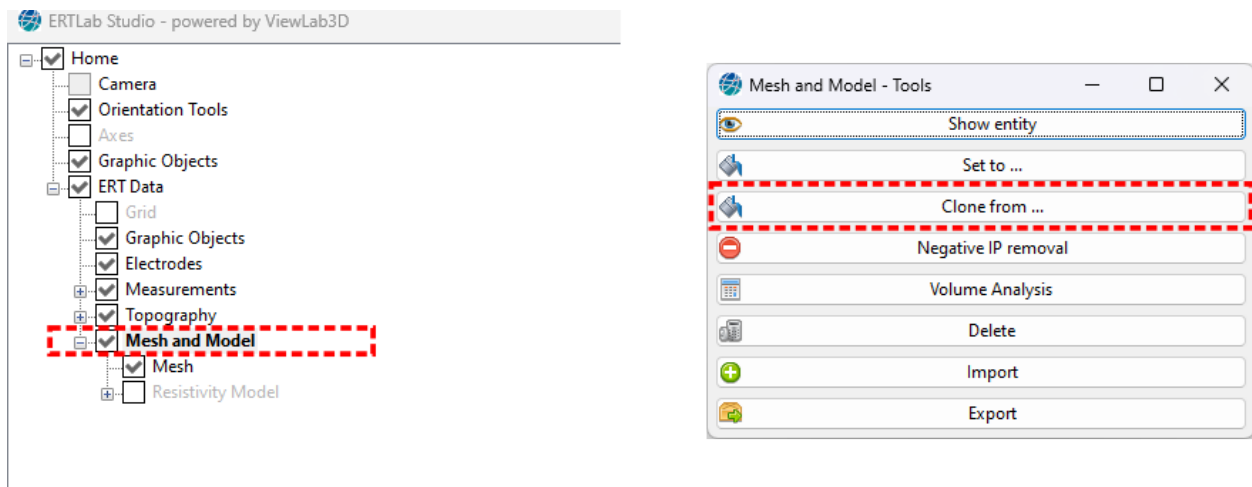 ERTLab Studio - powered by ViewLab3D
Home
Camera
Orientation Tools
Axes
Graphic Objects
ERT Data
Grid
Graphic Objects
Electrodes
Measurements
Topography
Mesh and Model
Mesh
Resistivity Model
Mesh and Model - Tools
Show entity
Set to ...
Clone from ...
Negative IP removal
Volume Analysis
Delete
Import
Export